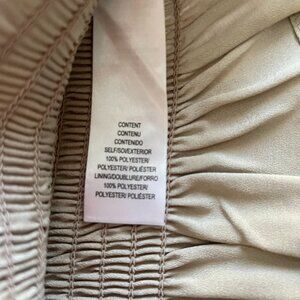 CONTENT
CONTENU
CONTENIDO
SELF/SOI/EXTERIOR
100% POLYESTER/
POLYESTER/ POLIÉSTER
LINING/DOUBLURE/FORRO
100% POLYESTER/
POLYESTER/ POLIÉSTER